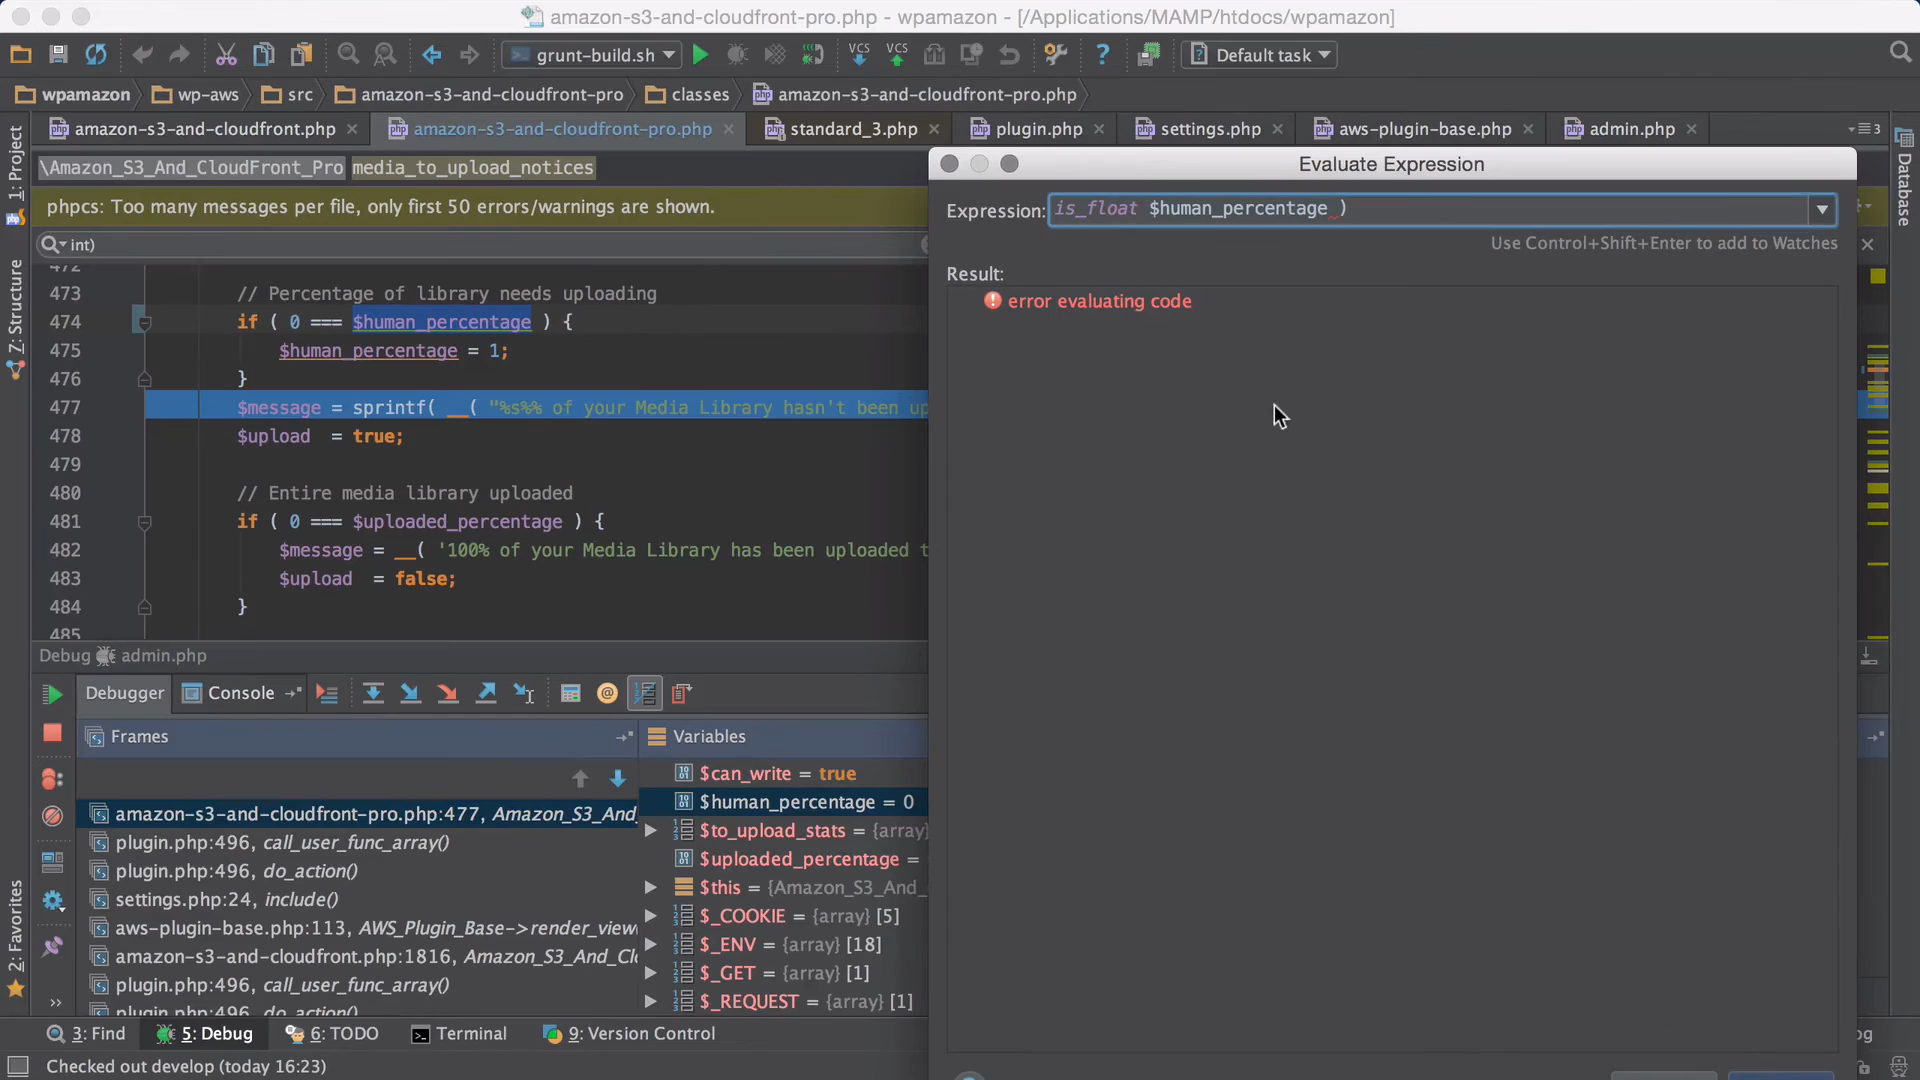 amazon-s3-and-cloudfront-pro.php - wpamazon - [/Applications/MAMP/htdocs/wpamazon]
grunt-build.sh
VCS VCS
? Default task
wpamazon wp-aws src amazon-s3-and-cloudfront-pro classes amazon-s3-and-cloudfront-pro.php
amazon-s3-and-cloudfront.php amazon-s3-and-cloudfront-pro.php standard_3.php plugin.php settings.php aws-plugin-base.php admin.php 3
1: Project
Z: Structure
2: Favorites
Database
\Amazon_S3_And_CloudFront_Pro media_to_upload_notices
phpcs: Too many messages per file, only first 50 errors/warnings are shown.
int)
472
473 // Percentage of library needs uploading
474 if ( 0 === $human_percentage ) {
475 $human_percentage = 1;
476 }
477 $message = sprintf( __( "%s%% of your Media Library hasn't been up
478 $upload = true;
479
480 // Entire media library uploaded
481 if ( 0 === $uploaded_percentage ) {
482 $message = __( '100% of your Media Library has been uploaded t
483 $upload = false;
484 }
485
Evaluate Expression
Expression: is_float $human_percentage )
Use Control+Shift+Enter to add to Watches
Result:
error evaluating code
Debug admin.php
Debugger Console
Frames
amazon-s3-and-cloudfront-pro.php:477, Amazon_S3_And_
plugin.php:496, call_user_func_array()
plugin.php:496, do_action()
settings.php:24, include()
aws-plugin-base.php:113, AWS_Plugin_Base->render_view(
amazon-s3-and-cloudfront.php:1816, Amazon_S3_And_Cl
plugin.php:496, call_user_func_array()
plugin.php:496, do_action()
Variables
$can_write = true
$human_percentage = 0
$to_upload_stats = {array}
$uploaded_percentage =
$this = {Amazon_S3_And_
$_COOKIE = {array} [5]
$_ENV = {array} [18]
$_GET = {array} [1]
$_REQUEST = {array} [1]
3: Find 5: Debug 6: TODO Terminal 9: Version Control
og
Checked out develop (today 16:23)